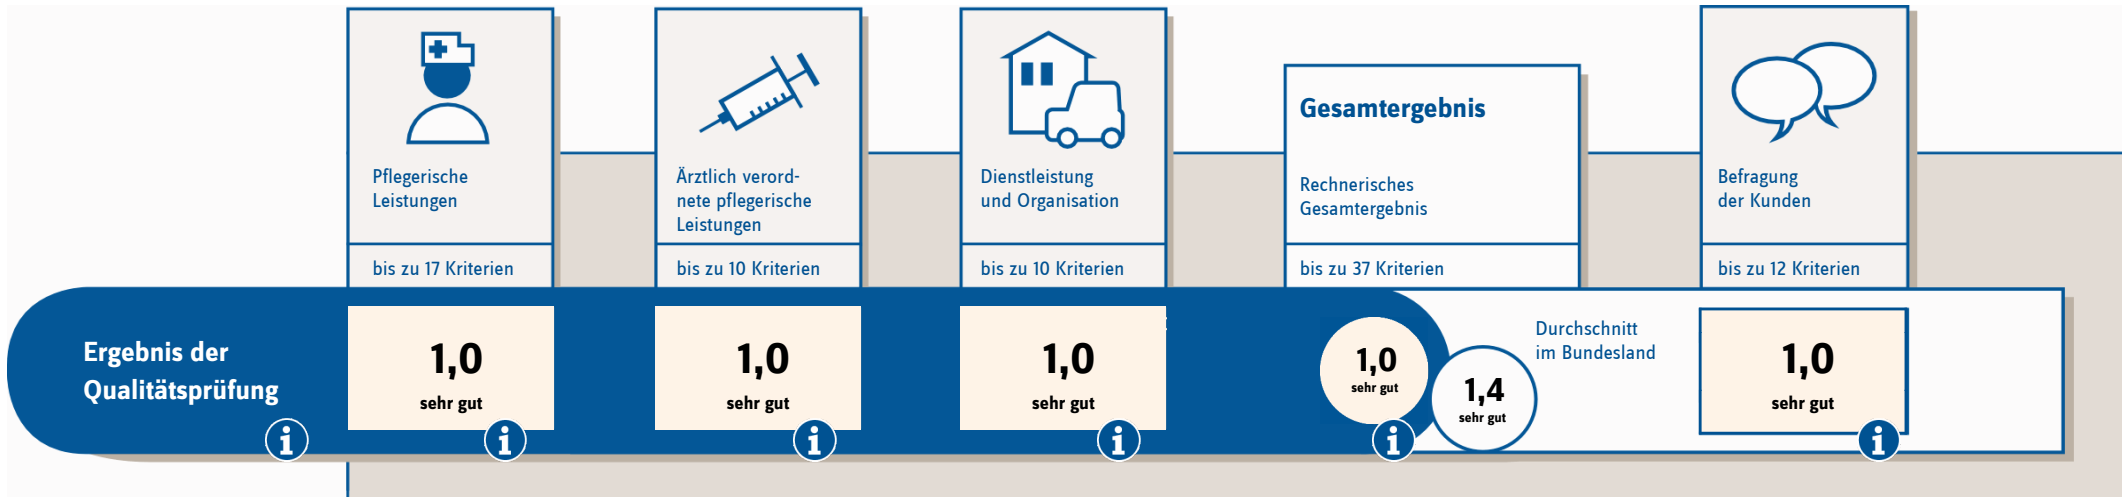 Pflegerische
Leistungen
bis zu 17 Kriterien
Ärztlich verord-
nete pflegerische
Leistungen
bis zu 10 Kriterien
Dienstleistung
und Organisation
bis zu 10 Kriterien
Gesamtergebnis
Rechnerisches
Gesamtergebnis
bis zu 37 Kriterien
Befragung
der Kunden
bis zu 12 Kriterien
Ergebnis der
Qualitätsprüfung
i
1,0
sehr gut
i
1,0
sehr gut
i
1,0
sehr gut
i
1,0
sehr gut
i
1,4
sehr gut
Durchschnitt
im Bundesland
1,0
sehr gut
i